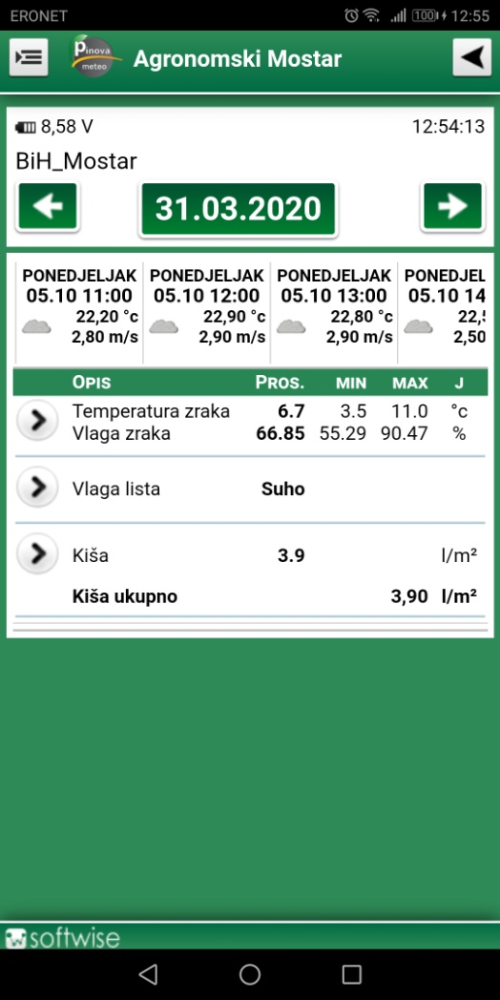 ERONET 100 12:55
Pinova meteo Agronomski Mostar
8,58 V 12:54:13
BiH_Mostar
31.03.2020
PONEDJELJAK PONEDJELJAK PONEDJELJAK PONEDJEL
05.10 11:00 05.10 12:00 05.10 13:00 05.10 14
22,20 °c 22,90 °c 22,80 °c 22,
2,80 m/s 2,90 m/s 2,90 m/s 2,50
OPIS PROS. MIN MAX J
Temperatura zraka 6.7 3.5 11.0 °c
Vlaga zraka 66.85 55.29 90.47 %
Vlaga lista Suho
Kiša 3.9 l/m²
Kiša ukupno 3,90 l/m²
softwise